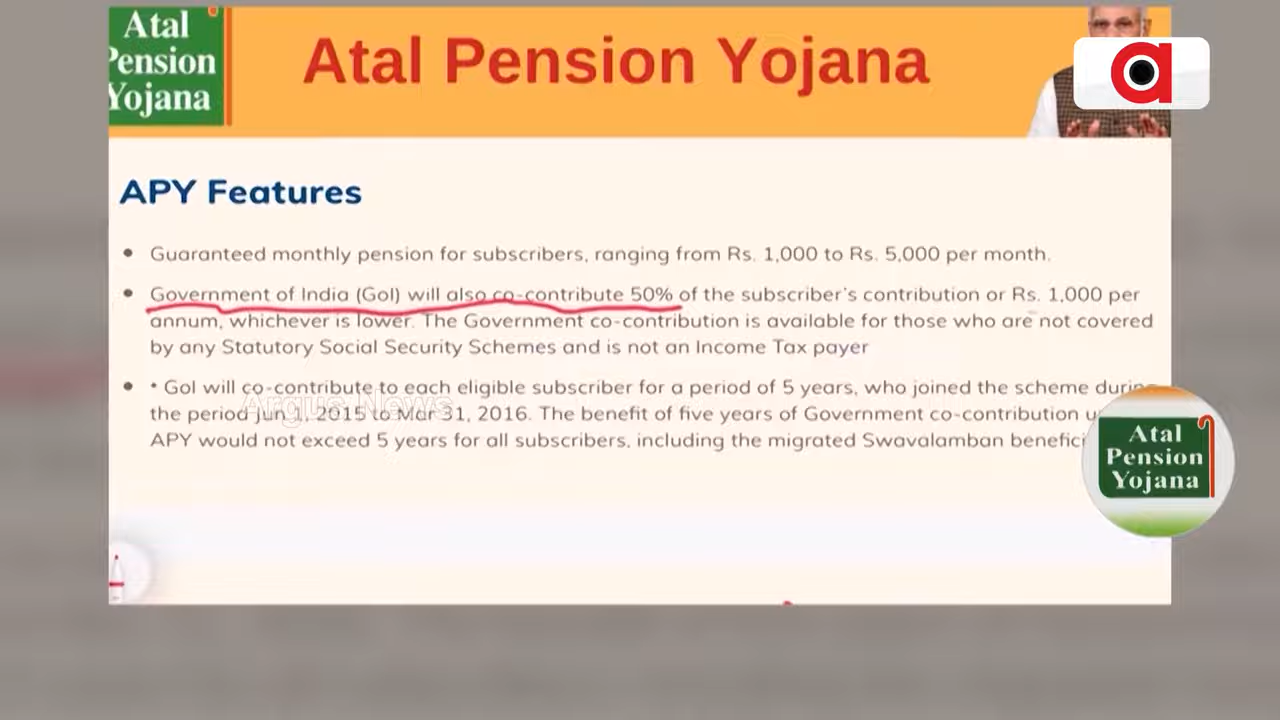 Atal
Pension
Yojana
Atal Pension Yojana
a
APY Features
• Guaranteed monthly pension for subscribers, ranging from Rs. 1,000 to Rs. 5,000 per month.
• Government of India (GoI) will also co-contribute 50% of the subscriber's contribution or Rs. 1,000 per
annum, whichever is lower. The Government co-contribution is available for those who are not covered
by any Statutory Social Security Schemes and is not an Income Tax payer
• * GoI will co-contribute to each eligible subscriber for a period of 5 years, who joined the scheme during
the period Jun 1, 2015 to Mar 31, 2016. The benefit of five years of Government co-contribution
APY would not exceed 5 years for all subscribers, including the migrated Swavalamban
Argus News
Atal
Pension
Yojana